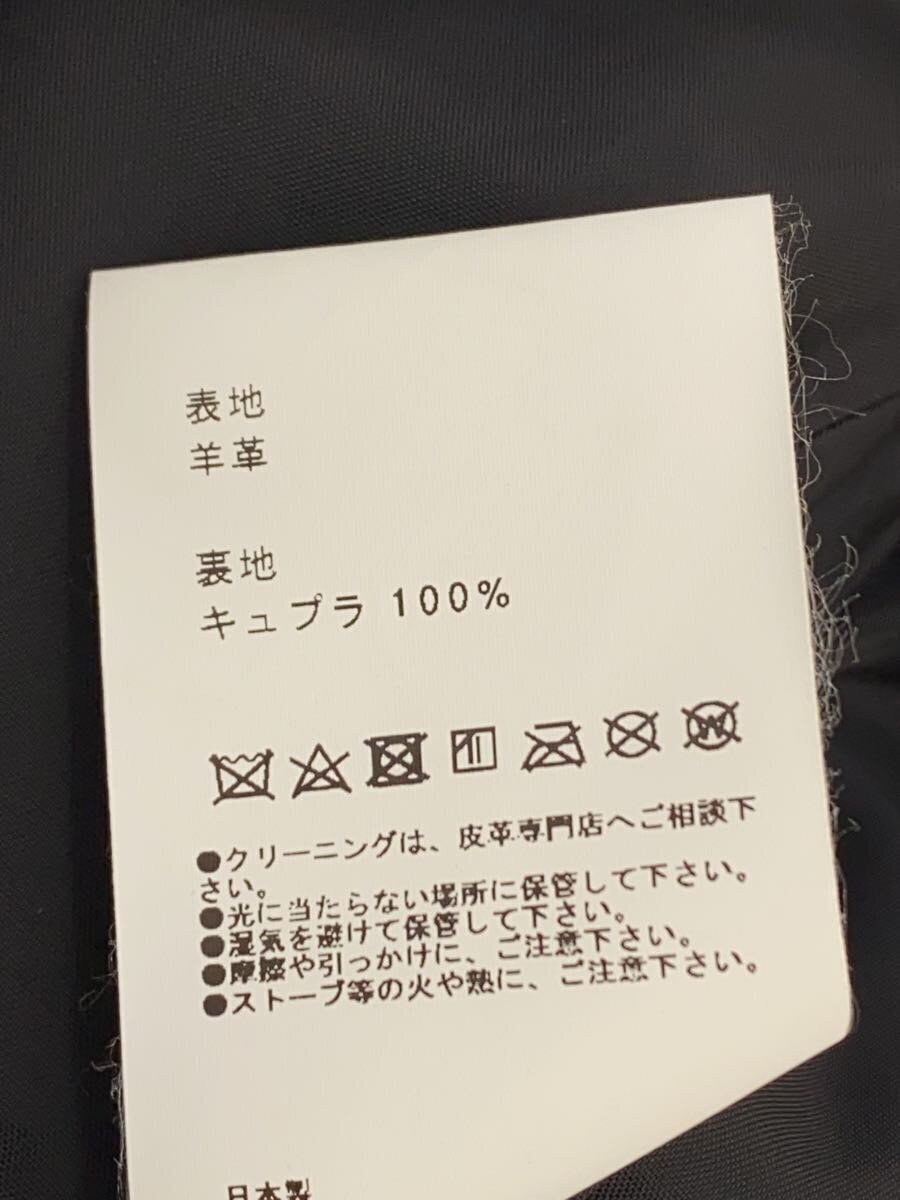 表地
羊革
裏地
キュプラ 100%
●クリーニングは、皮革専門店へご相談下
さい。
●光に当たらない場所に保管して下さい。
●湿気を避けて保管して下さい。
●摩擦や引っかけに、ご注意下さい。
●ストーブ等の火や熱に、ご注意下さい。
日本製